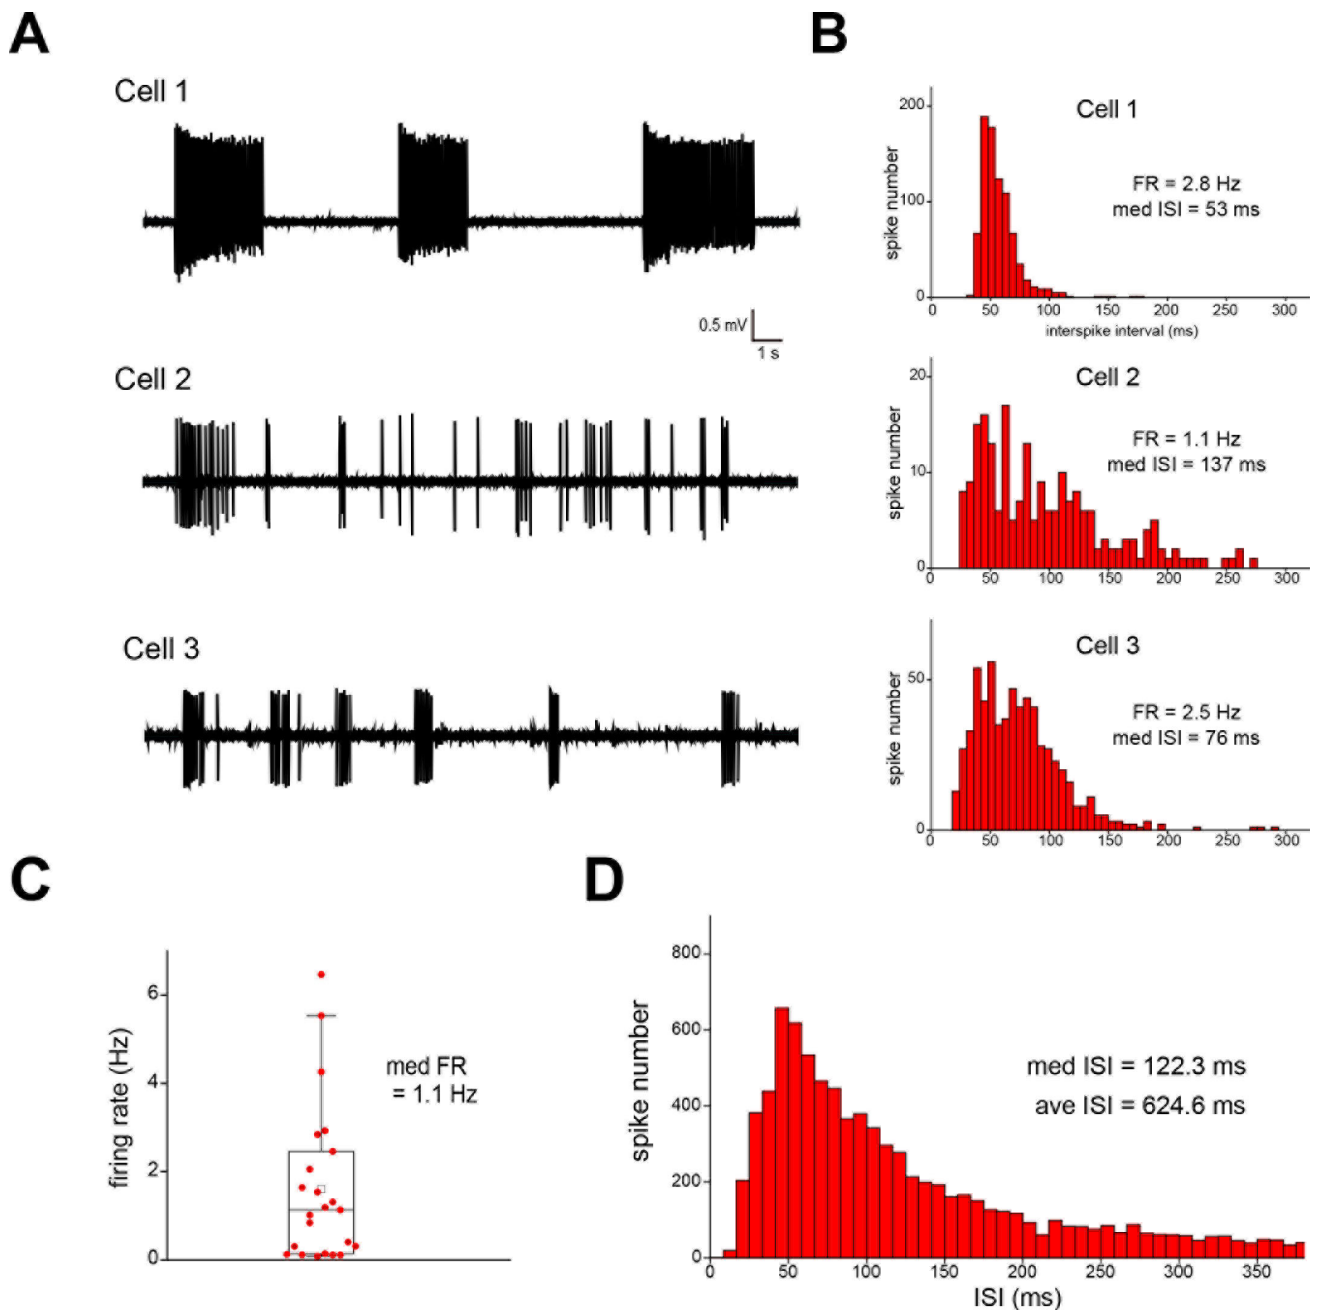 A
B
Cell 1
0.5 mV
1 s
Cell 2
Cell 3
200
100
0
spike number
Cell 1
FR = 2.8 Hz
med ISI = 53 ms
0 50 100 150 200 250 300
interspike interval (ms)
20
10
0
spike number
Cell 2
FR = 1.1 Hz
med ISI = 137 ms
0 50 100 150 200 250 300
50
0
spike number
Cell 3
FR = 2.5 Hz
med ISI = 76 ms
0 50 100 150 200 250 300
C
D
6
4
2
0
firing rate (Hz)
med FR
= 1.1 Hz
800
600
400
200
0
spike number
med ISI = 122.3 ms
ave ISI = 624.6 ms
0 50 100 150 200 250 300 350
ISI (ms)